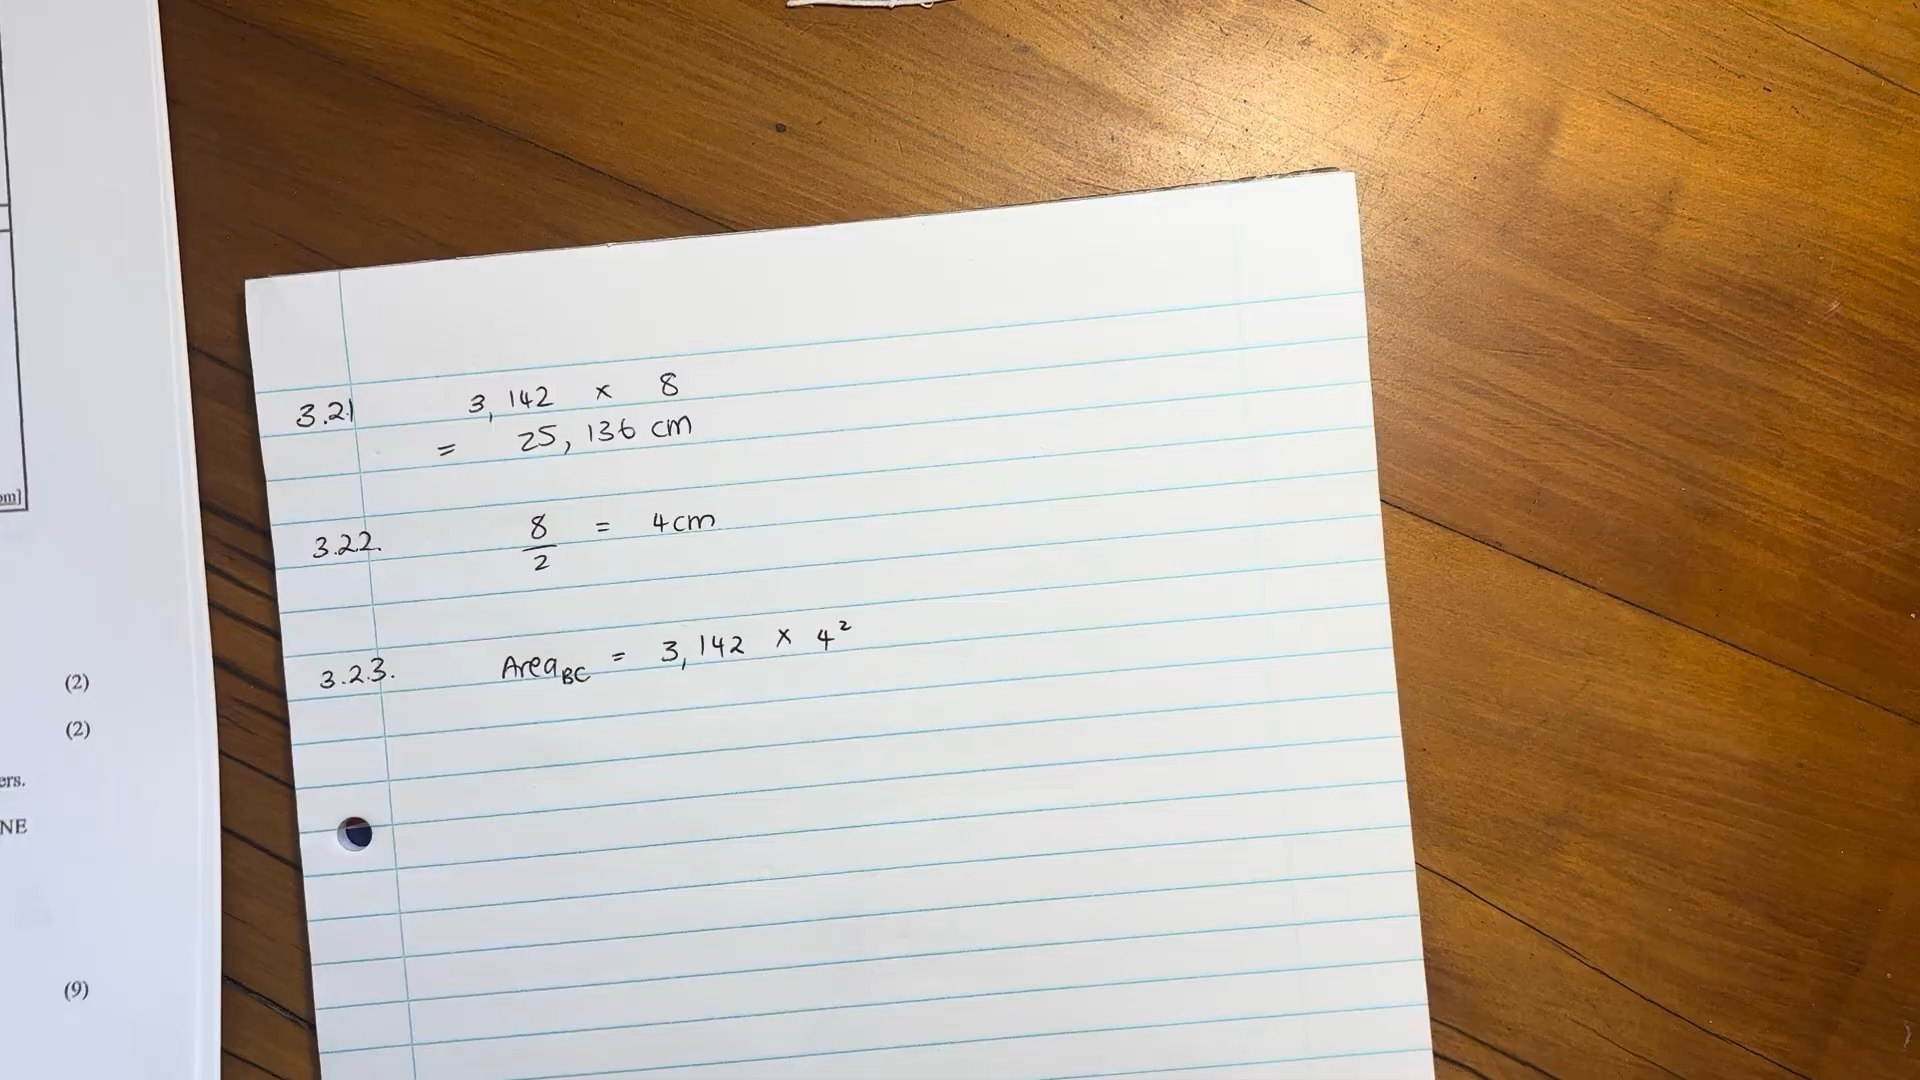 om]
(2)
(2)
ers.
NE
(9)
3.21 3,142 x 8
= 25,136 cm
3.22. 8/2 = 4cm
3.2.3. Area_BC = 3,142 x 4²